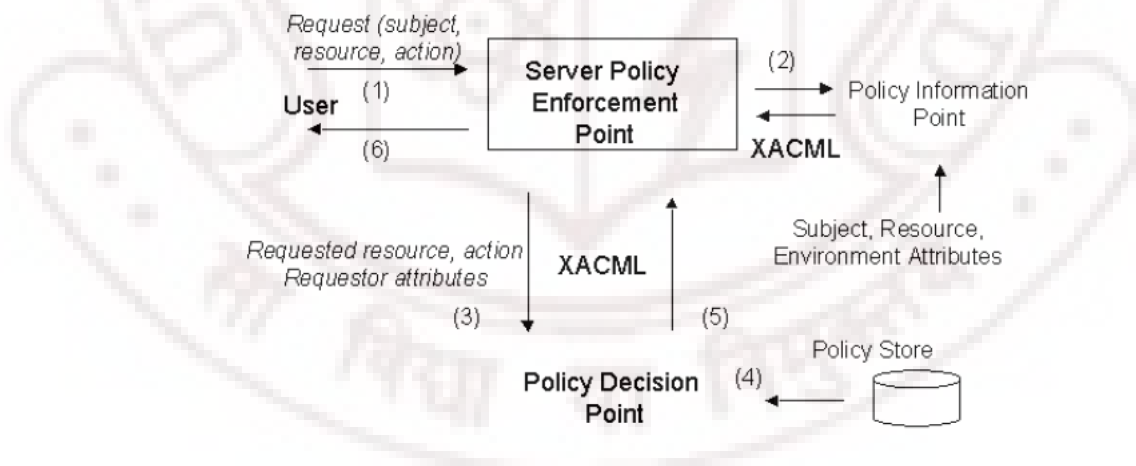 Request (subject,
resource, action)
(1)
User
(6)
Server Policy
Enforcement
Point
(2)
Policy Information
Point
XACML
Subject, Resource,
Environment Attributes
Requested resource, action
Requestor attributes
(3)
XACML
(5)
Policy Store
Policy Decision
Point
(4)